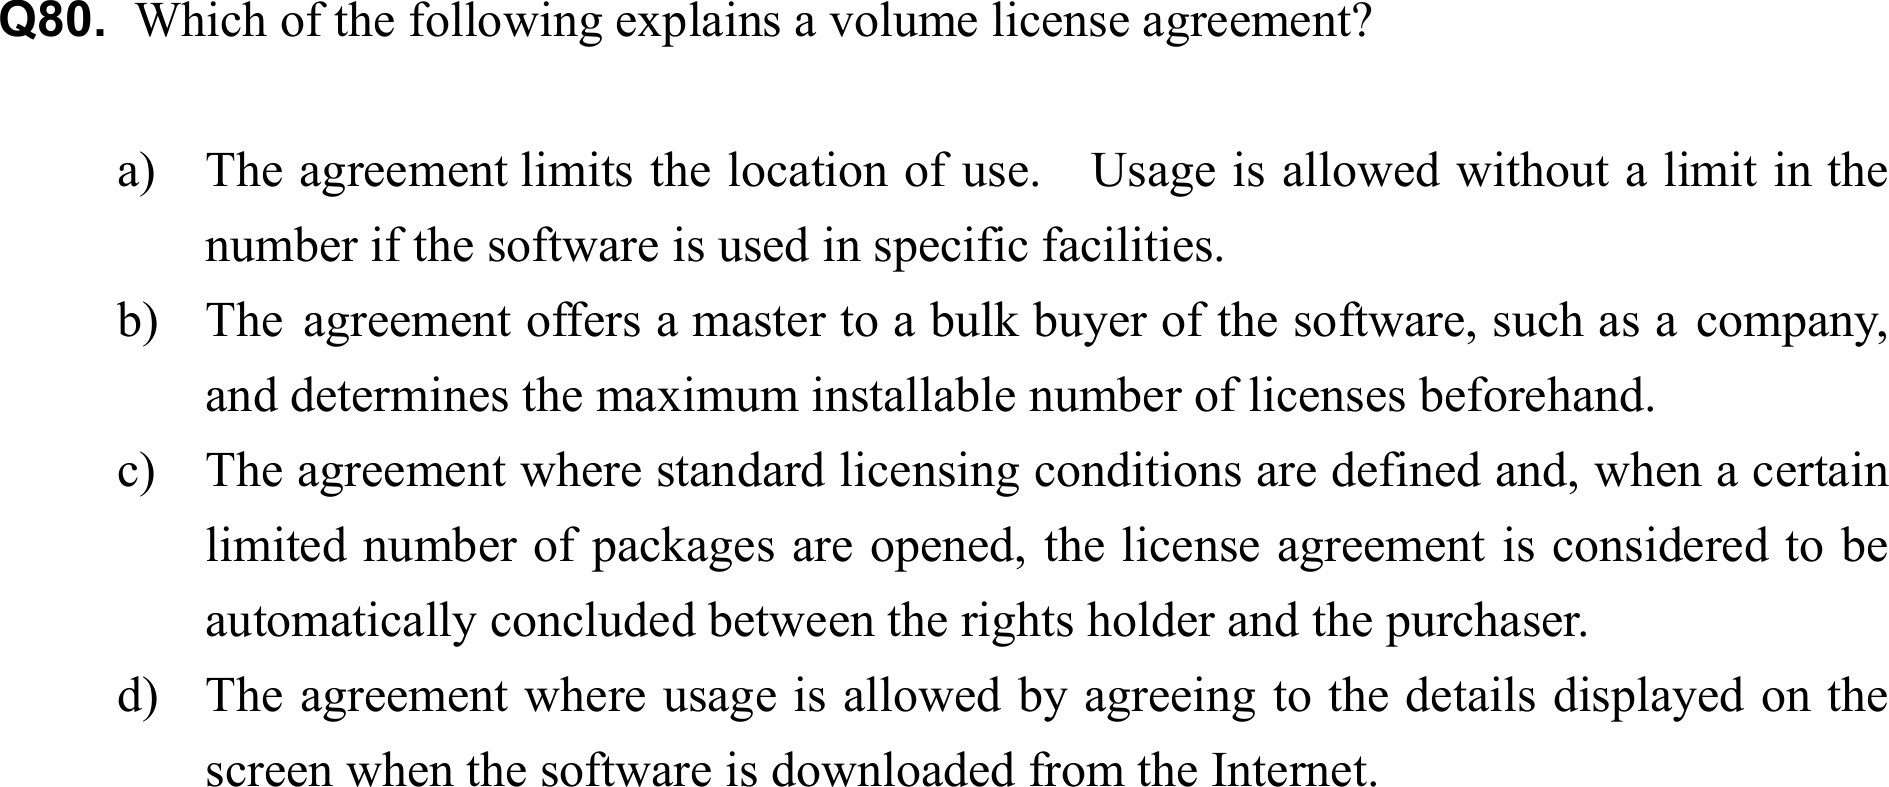 Q80. Which of the following explains a volume license agreement?
a) The agreement limits the location of use. Usage is allowed without a limit in the
number if the software is used in specific facilities.
b) The agreement offers a master to a bulk buyer of the software, such as a company,
and determines the maximum installable number of licenses beforehand.
c) The agreement where standard licensing conditions are defined and, when a certain
limited number of packages are opened, the license agreement is considered to be
automatically concluded between the rights holder and the purchaser.
d) The agreement where usage is allowed by agreeing to the details displayed on the
screen when the software is downloaded from the Internet.